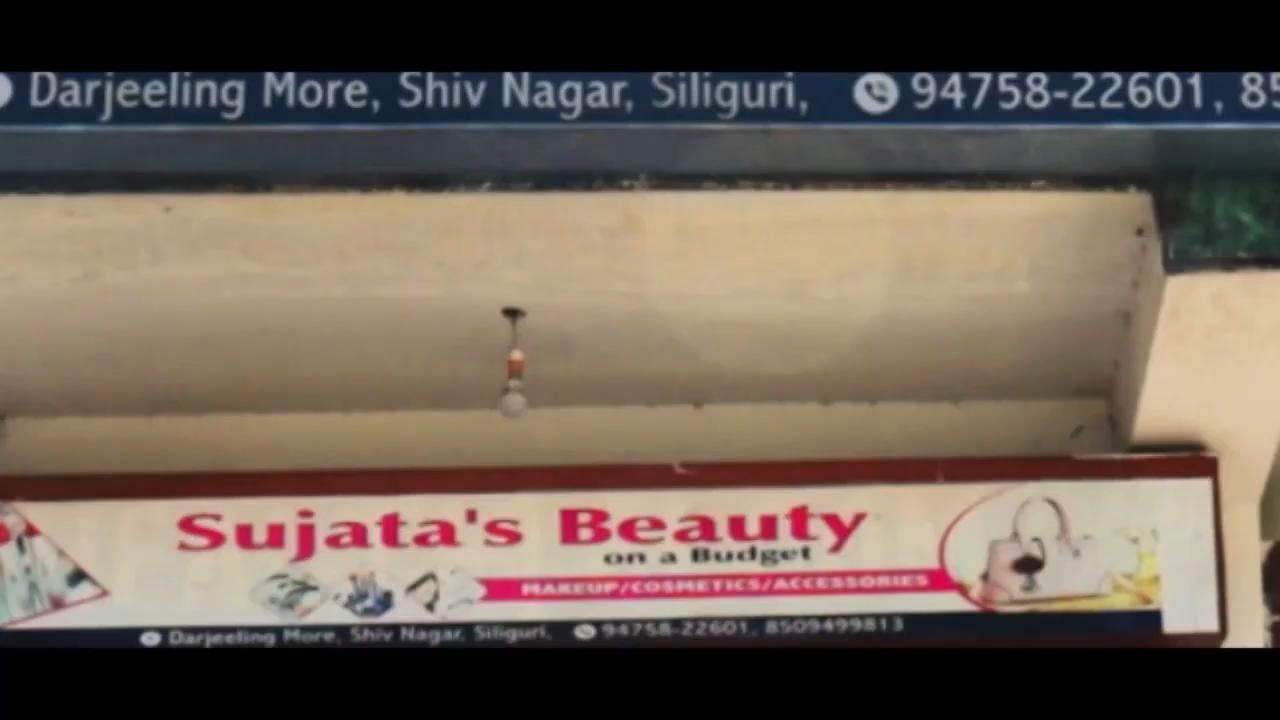 Darjeeling More, Shiv Nagar, Siliguri, 94758-22601, 85
Sujata's Beauty
on a Budget
MAKEUP/COSMETICS/ACCESSORIES
Darjeeling More, Shiv Nagar, Siliguri, 94758-22601, 8509499813